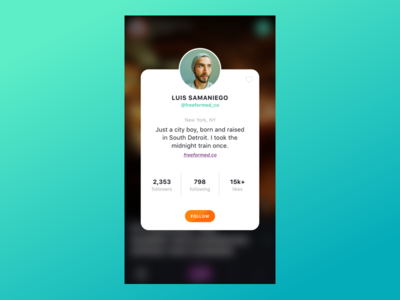 LUIS SAMANIEGO
@freeformed_co
New York, NY
Just a city boy, born and raised
in South Detroit. I took the
midnight train once.
freeformed.co
2,353 798 15k+
followers following likes
FOLLOW